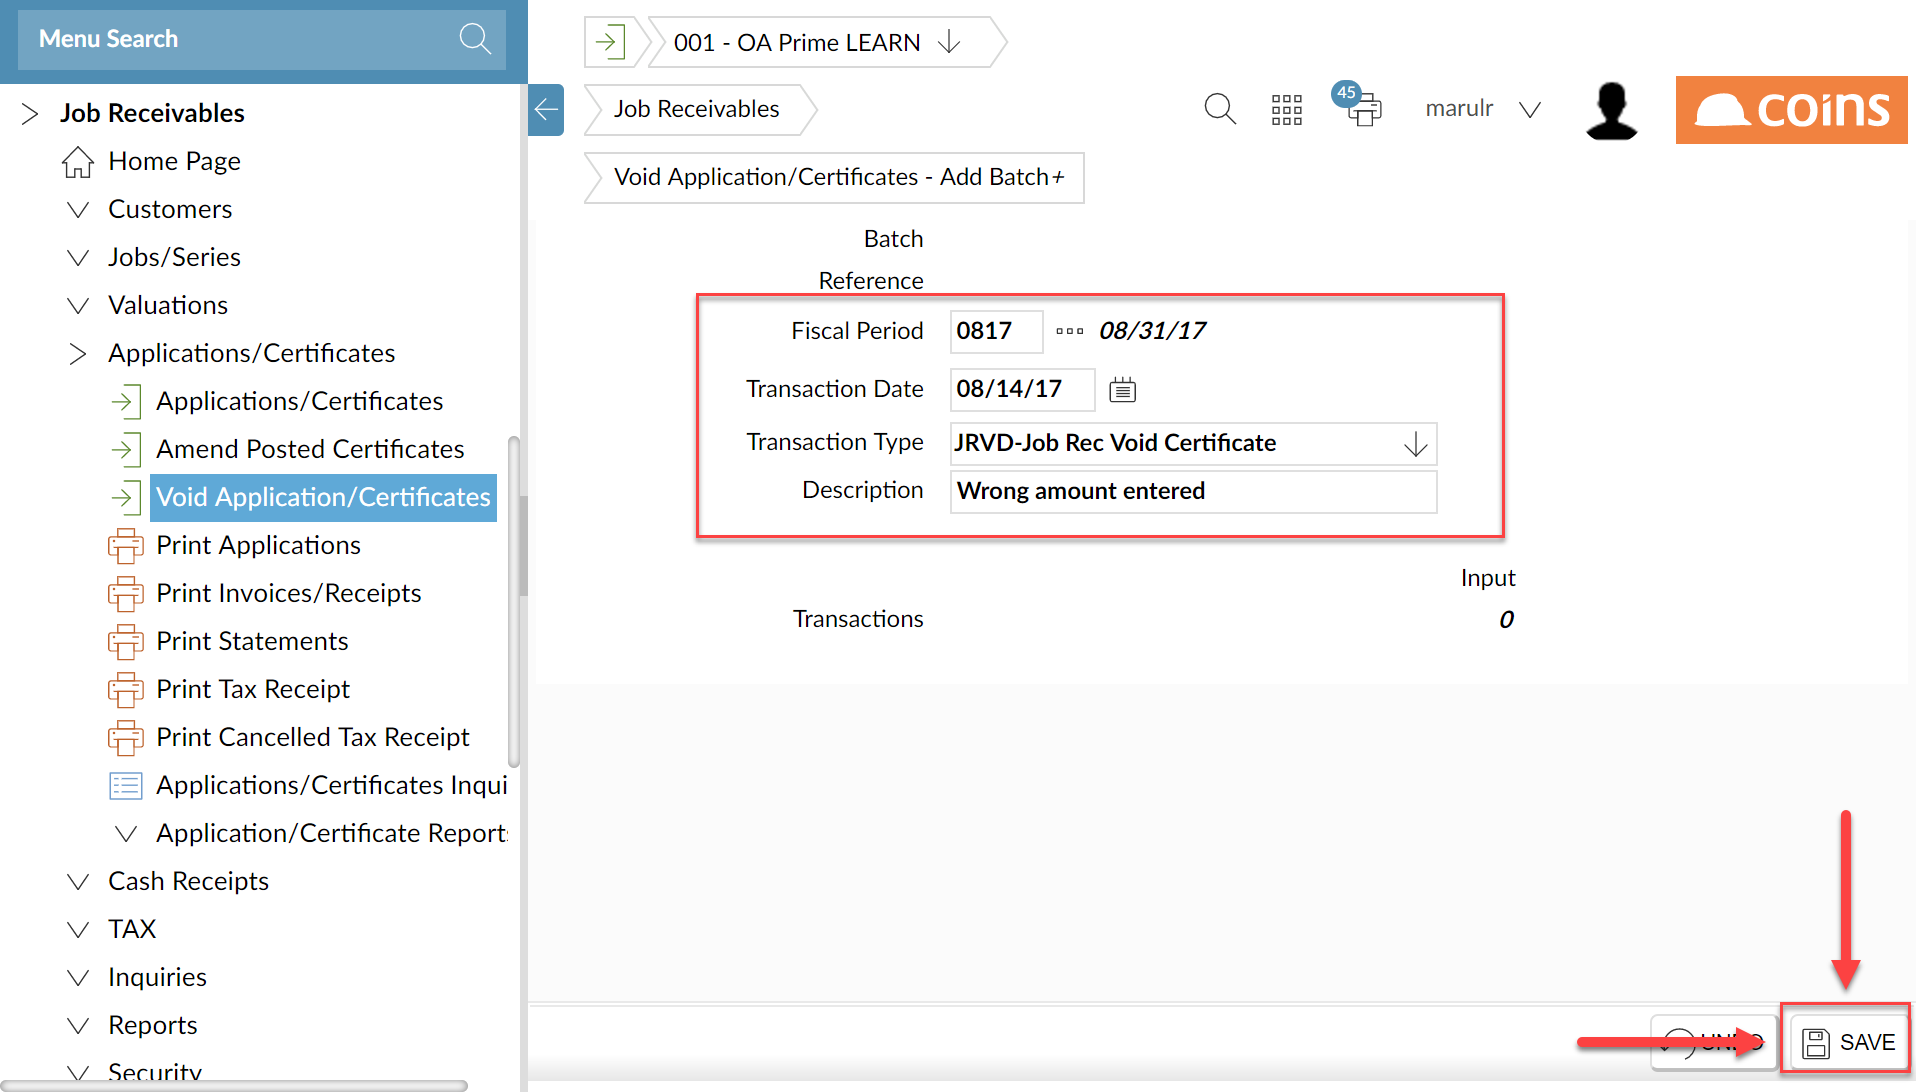 Menu Search
Job Receivables
Home Page
Customers
Jobs/Series
Valuations
Applications/Certificates
Applications/Certificates
Amend Posted Certificates
Void Application/Certificates
Print Applications
Print Invoices/Receipts
Print Statements
Print Tax Receipt
Print Cancelled Tax Receipt
Applications/Certificates Inqui
Application/Certificate Reports
Cash Receipts
TAX
Inquiries
Reports
Security
001 - OA Prime LEARN
Job Receivables
45
marulr
coins
Void Application/Certificates - Add Batch+
Batch
Reference
Fiscal Period 0817 08/31/17
Transaction Date 08/14/17
Transaction Type JRVD-Job Rec Void Certificate
Description Wrong amount entered
Input
Transactions 0
UNDO SAVE